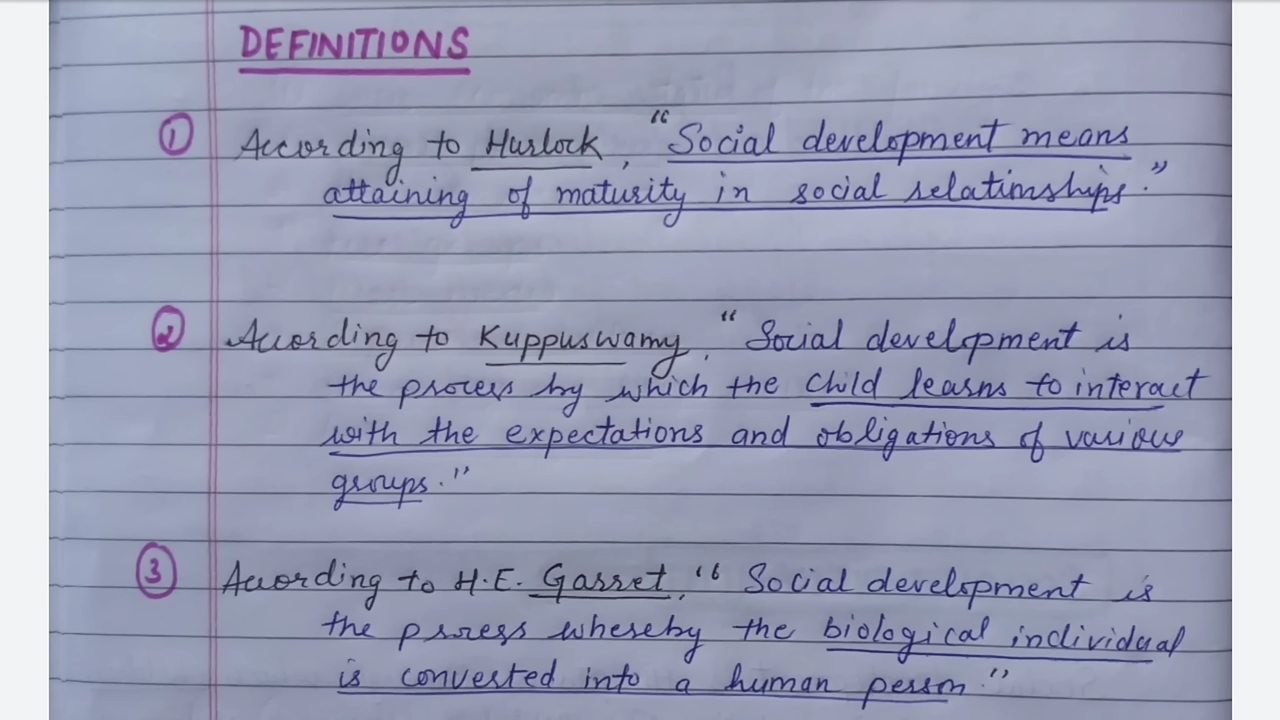 DEFINITIONS
① According to Hurlock, "Social development means
attaining of maturity in social relationships."
② According to Kuppuswamy, "Social development is
the process by which the child learns to interact
with the expectations and obligations of various
groups."
③ According to H.E. Garret, "Social development is
the process whereby the biological individual
is converted into a human person"